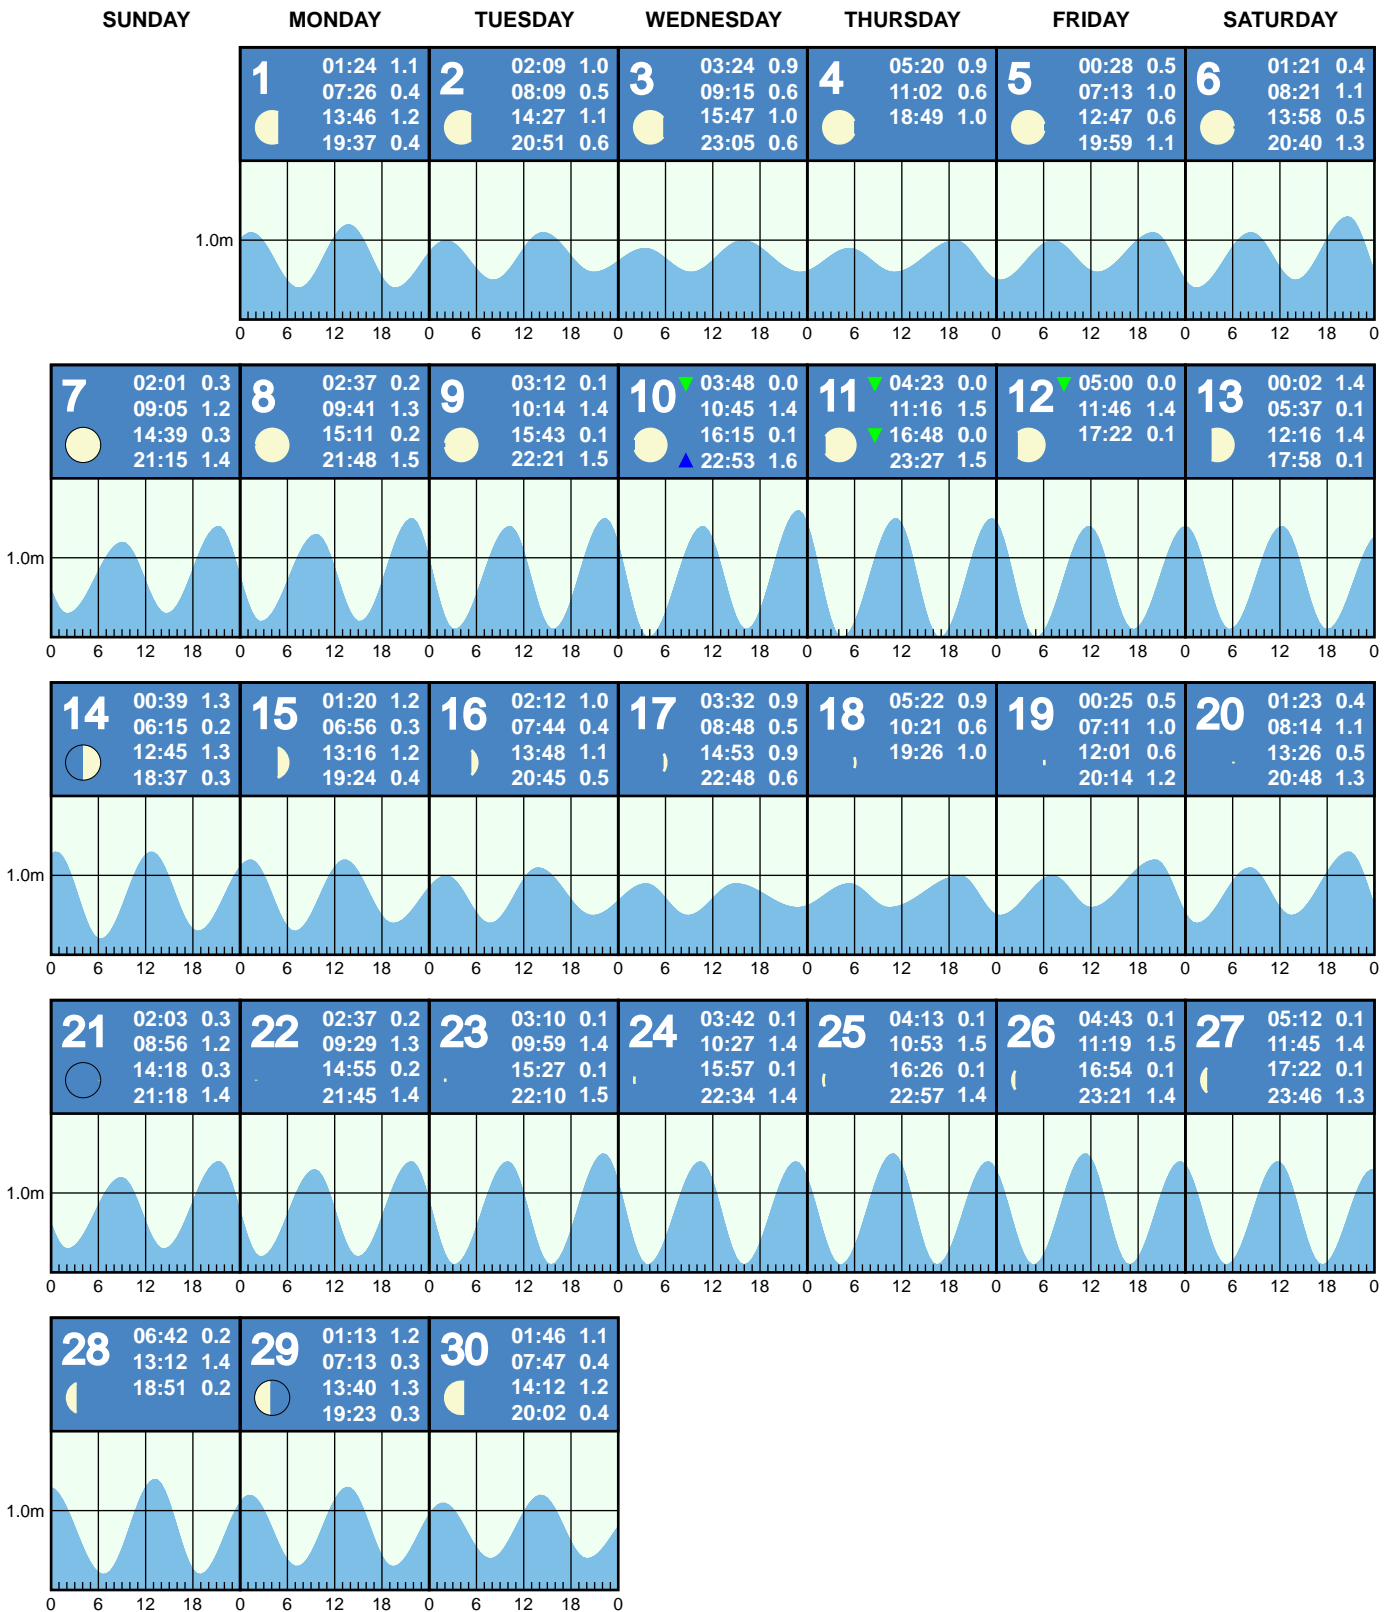 SUNDAY MONDAY TUESDAY WEDNESDAY THURSDAY FRIDAY SATURDAY
1 01:24 1.1
07:26 0.4
13:46 1.2
19:37 0.4
2 02:09 1.0
08:09 0.5
14:27 1.1
20:51 0.6
3 03:24 0.9
09:15 0.6
15:47 1.0
23:05 0.6
4 05:20 0.9
11:02 0.6
18:49 1.0
5 00:28 0.5
07:13 1.0
12:47 0.6
19:59 1.1
6 01:21 0.4
08:21 1.1
13:58 0.5
20:40 1.3
1.0m
0 6 12 18 0 6 12 18 0 6 12 18 0 6 12 18 0 6 12 18 0 6 12 18 0
7 02:01 0.3
09:05 1.2
14:39 0.3
21:15 1.4
8 02:37 0.2
09:41 1.3
15:11 0.2
21:48 1.5
9 03:12 0.1
10:14 1.4
15:43 0.1
22:21 1.5
10 ▼ 03:48 0.0
10:45 1.4
16:15 0.1
▲ 22:53 1.6
11 ▼ 04:23 0.0
11:16 1.5
▼ 16:48 0.0
23:27 1.5
12 ▼ 05:00 0.0
11:46 1.4
17:22 0.1
13 00:02 1.4
05:37 0.1
12:16 1.4
17:58 0.1
1.0m
0 6 12 18 0 6 12 18 0 6 12 18 0 6 12 18 0 6 12 18 0 6 12 18 0 6 12 18 0
14 00:39 1.3
06:15 0.2
12:45 1.3
18:37 0.3
15 01:20 1.2
06:56 0.3
13:16 1.2
19:24 0.4
16 02:12 1.0
07:44 0.4
13:48 1.1
20:45 0.5
17 03:32 0.9
08:48 0.5
14:53 0.9
22:48 0.6
18 05:22 0.9
10:21 0.6
19:26 1.0
19 00:25 0.5
07:11 1.0
12:01 0.6
20:14 1.2
20 01:23 0.4
08:14 1.1
13:26 0.5
20:48 1.3
1.0m
0 6 12 18 0 6 12 18 0 6 12 18 0 6 12 18 0 6 12 18 0 6 12 18 0 6 12 18 0
21 02:03 0.3
08:56 1.2
14:18 0.3
21:18 1.4
22 02:37 0.2
09:29 1.3
14:55 0.2
21:45 1.4
23 03:10 0.1
09:59 1.4
15:27 0.1
22:10 1.5
24 03:42 0.1
10:27 1.4
15:57 0.1
22:34 1.4
25 04:13 0.1
10:53 1.5
16:26 0.1
22:57 1.4
26 04:43 0.1
11:19 1.5
16:54 0.1
23:21 1.4
27 05:12 0.1
11:45 1.4
17:22 0.1
23:46 1.3
1.0m
0 6 12 18 0 6 12 18 0 6 12 18 0 6 12 18 0 6 12 18 0 6 12 18 0 6 12 18 0
28 06:42 0.2
13:12 1.4
18:51 0.2
29 01:13 1.2
07:13 0.3
13:40 1.3
19:23 0.3
30 01:46 1.1
07:47 0.4
14:12 1.2
20:02 0.4
1.0m
0 6 12 18 0 6 12 18 0 6 12 18 0